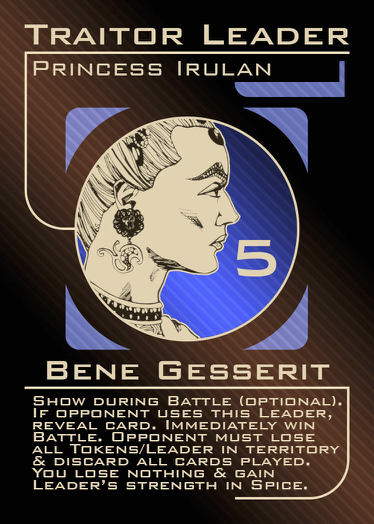 Traitor Leader
Princess Irulan
5
Bene Gesserit
Show during Battle (optional).
If opponent uses this Leader,
reveal card. Immediately win
Battle. Opponent must lose
all Tokens/Leader in territory
& discard all cards played.
You lose nothing & gain
Leader's strength in Spice.